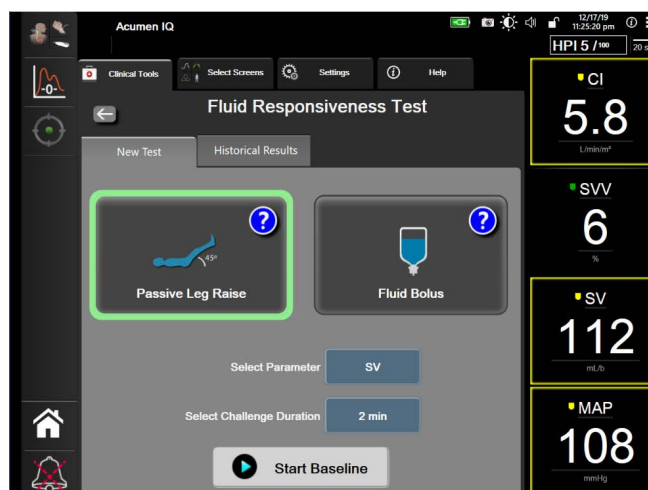 Acumen IQ
12/17/19
11:25:20 pm
HPI 5 /100
20 s
Clinical Tools
Select Screens
Settings
Help
-0-
Fluid Responsiveness Test
New Test
Historical Results
?
?
45°
Passive Leg Raise
Fluid Bolus
Select Parameter SV
Select Challenge Duration 2 min
Start Baseline
CI
5.8
L/min/m²
SVV
6
%
SV
112
mL/b
MAP
108
mmHg